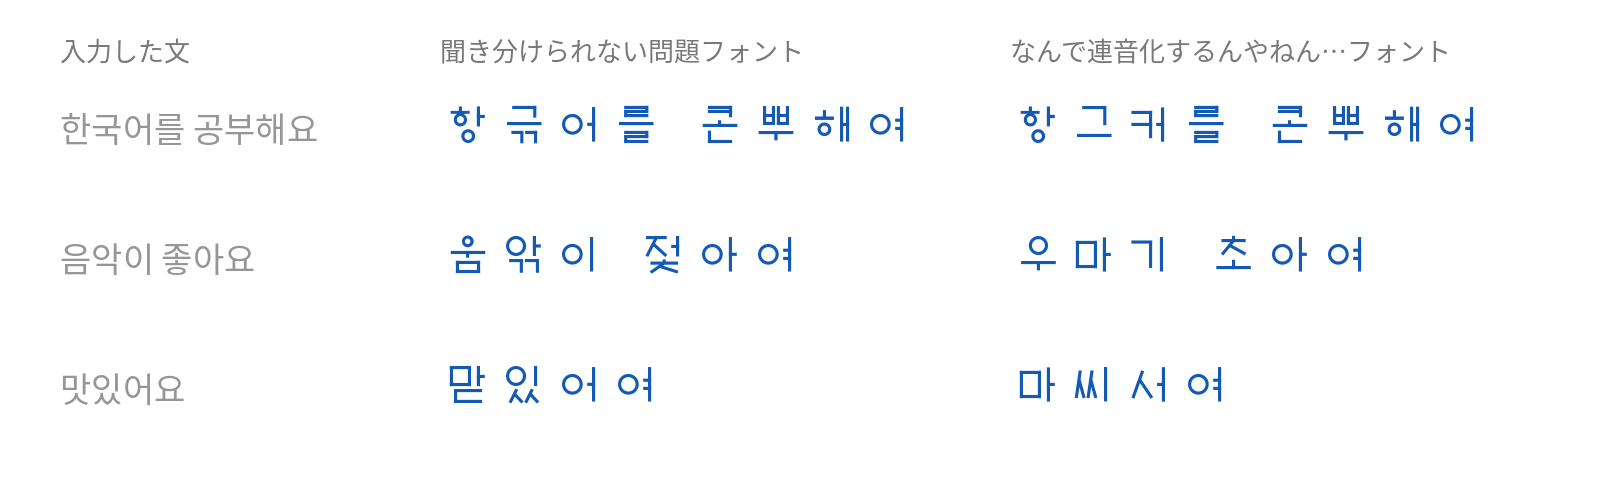 入力した文 聞き分けられない問題フォント なんで連音化するんやねん…フォント
한국어를 공부해요 항귺어를 콘뿌해여 항그커를 콘뿌해여
음악이 좋아요 움앆이 젖아여 우마기 초아여
맛있어요 맏있어여 마씨서여